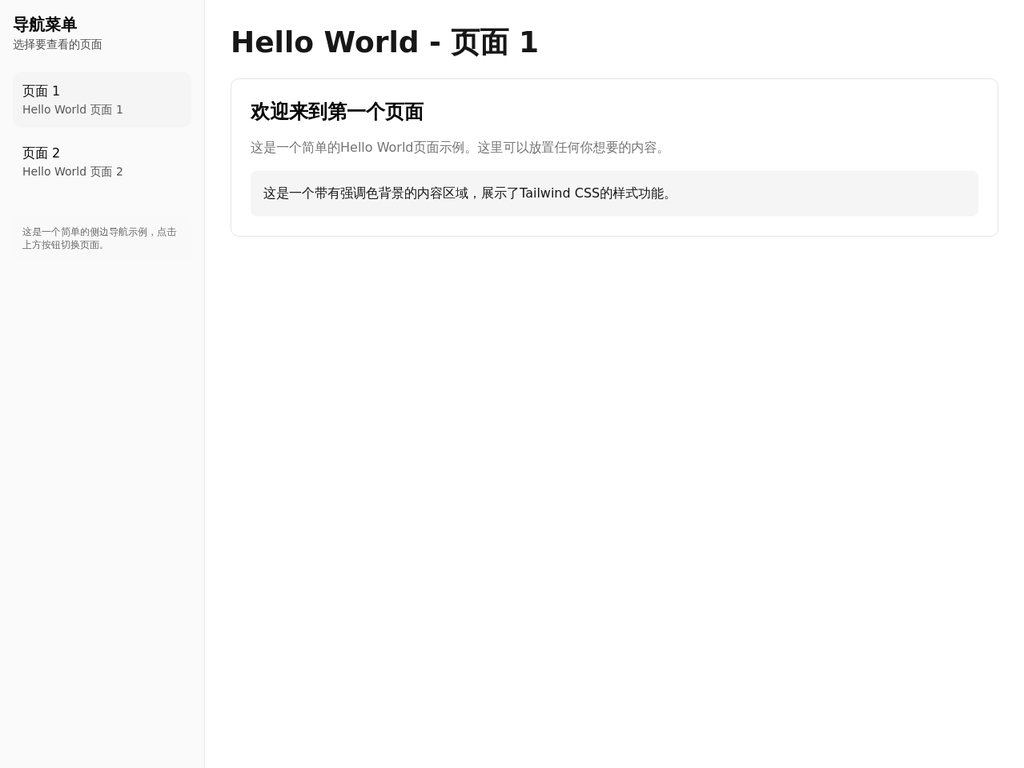 导航菜单
选择要查看的页面
页面 1
Hello World 页面 1
页面 2
Hello World 页面 2
这是一个简单的侧边导航示例，点击
上方按钮切换页面。
Hello World - 页面 1
欢迎来到第一个页面
这是一个简单的Hello World页面示例。这里可以放置任何你想要的内容。
这是一个带有强调色背景的内容区域，展示了Tailwind CSS的样式功能。